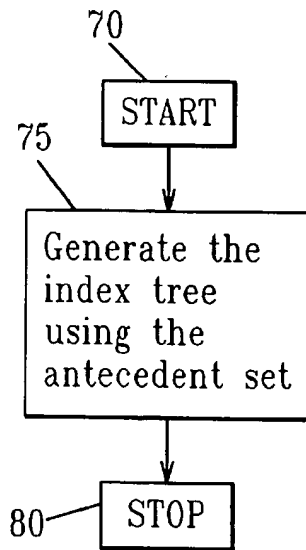 70
START
75
Generate the
index tree
using the
antecedent set
80
STOP